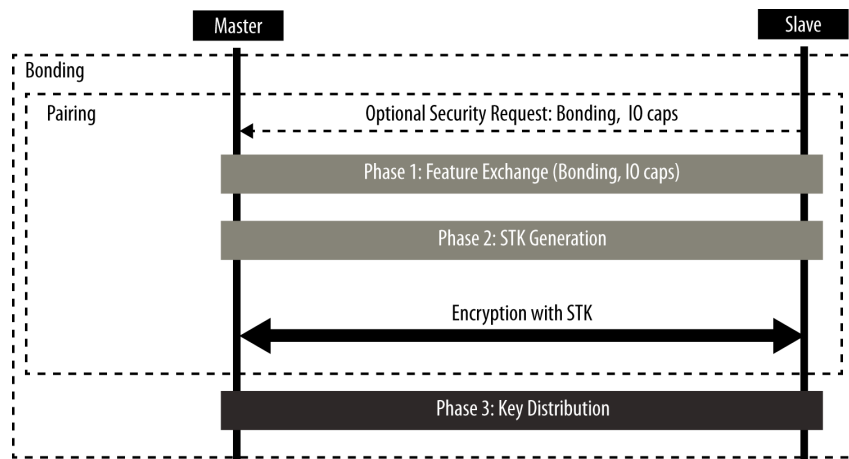 Master
Slave
Bonding
Pairing
Optional Security Request: Bonding, IO caps
Phase 1: Feature Exchange (Bonding, IO caps)
Phase 2: STK Generation
Encryption with STK
Phase 3: Key Distribution